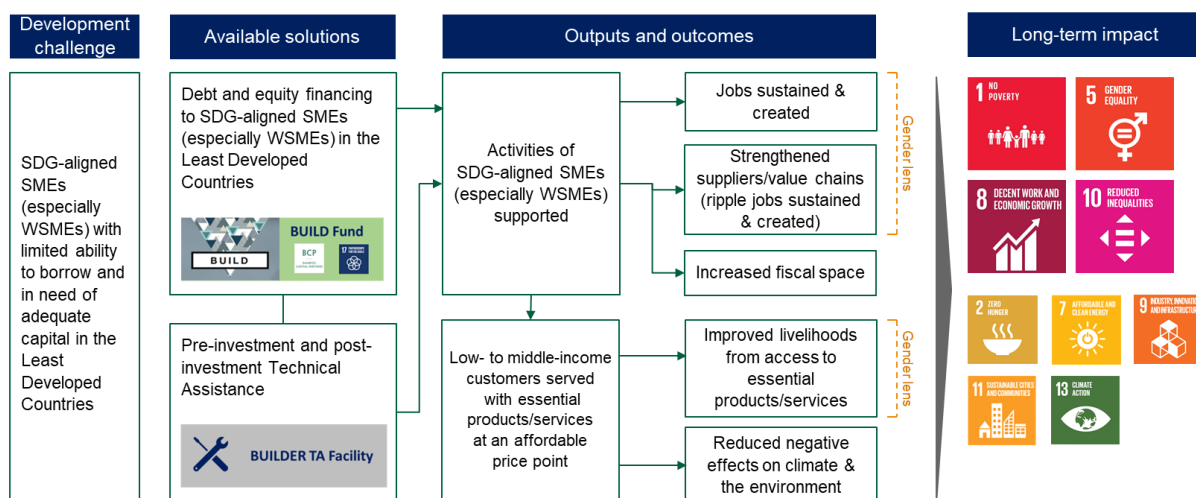 Development
challenge
Available solutions
Outputs and outcomes
Long-term impact
SDG-aligned
SMEs
(especially
WSMEs) with
limited ability
to borrow and
in need of
adequate
capital in the
Least
Developed
Countries
Debt and equity financing
to SDG-aligned SMEs
(especially WSMEs) in the
Least Developed
Countries
BUILD
BUILD Fund
BCP
17
Pre-investment and post-
investment Technical
Assistance
BUILDER TA Facility
Activities of
SDG-aligned SMEs
(especially WSMEs)
supported
Low- to middle-income
customers served
with essential
products/services
at an affordable
price point
Jobs sustained &
created
Strengthened
suppliers/value chains
(ripple jobs sustained
& created)
Increased fiscal space
Improved livelihoods
from access to
essential
products/services
Reduced negative
effects on climate &
the environment
Gender lens
Gender lens
1 NO
POVERTY
5 GENDER
EQUALITY
8 DECENT WORK AND
ECONOMIC GROWTH
10 REDUCED
INEQUALITIES
2 ZERO
HUNGER
7 AFFORDABLE AND
CLEAN ENERGY
9 INDUSTRY, INNOVATION
AND INFRASTRUCTURE
11 SUSTAINABLE CITIES
AND COMMUNITIES
13 CLIMATE
ACTION